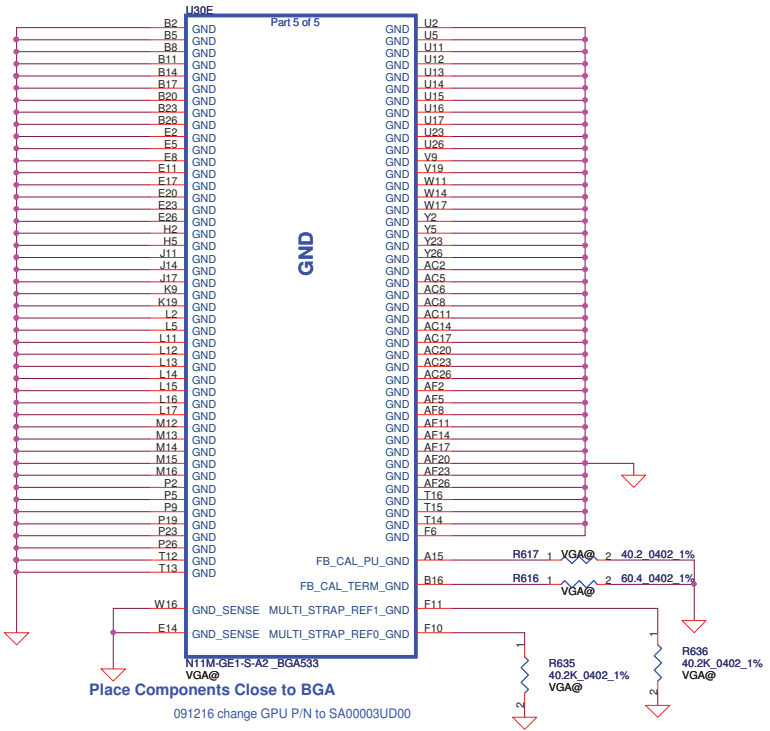 U30E
Part 5 of 5
B2 GND GND U2
B5 GND GND U5
B8 GND GND U11
B11 GND GND U12
B14 GND GND U13
B17 GND GND U14
B20 GND GND U15
B23 GND GND U16
B26 GND GND U17
E2 GND GND U23
E5 GND GND U26
E8 GND GND V9
E11 GND GND V19
E17 GND GND W11
E20 GND GND W14
E23 GND GND W17
E26 GND GND Y2
H2 GND GND Y5
H5 GND GND Y23
J11 GND GND Y26
J14 GND GND AC2
J17 GND GND AC5
K9 GND GND AC6
K19 GND GND AC8
L2 GND GND AC11
L5 GND GND AC14
L11 GND GND AC17
L12 GND GND AC20
L13 GND GND AC23
L14 GND GND AC26
L15 GND GND AF2
L16 GND GND AF5
L17 GND GND AF8
M12 GND GND AF11
M13 GND GND AF14
M14 GND GND AF17
M15 GND GND AF20
M16 GND GND AF23
P2 GND GND AF26
P5 GND GND T16
P9 GND GND T15
P19 GND GND T14
P23 GND GND F6
P26 GND
T12 GND FB_CAL_PU_GND A15
T13 GND
FB_CAL_TERM_GND B16
W16 GND_SENSE MULTI_STRAP_REF1_GND F11
E14 GND_SENSE MULTI_STRAP_REF0_GND F10
GND
R617 1 VGA@ 2 40.2_0402_1%
R616 1 2 60.4_0402_1%
VGA@
1
R635
40.2K_0402_1%
VGA@
2
1
R636
40.2K_0402_1%
VGA@
2
N11M-GE1-S-A2_BGA533
VGA@
Place Components Close to BGA
091216 change GPU P/N to SA00003UD00